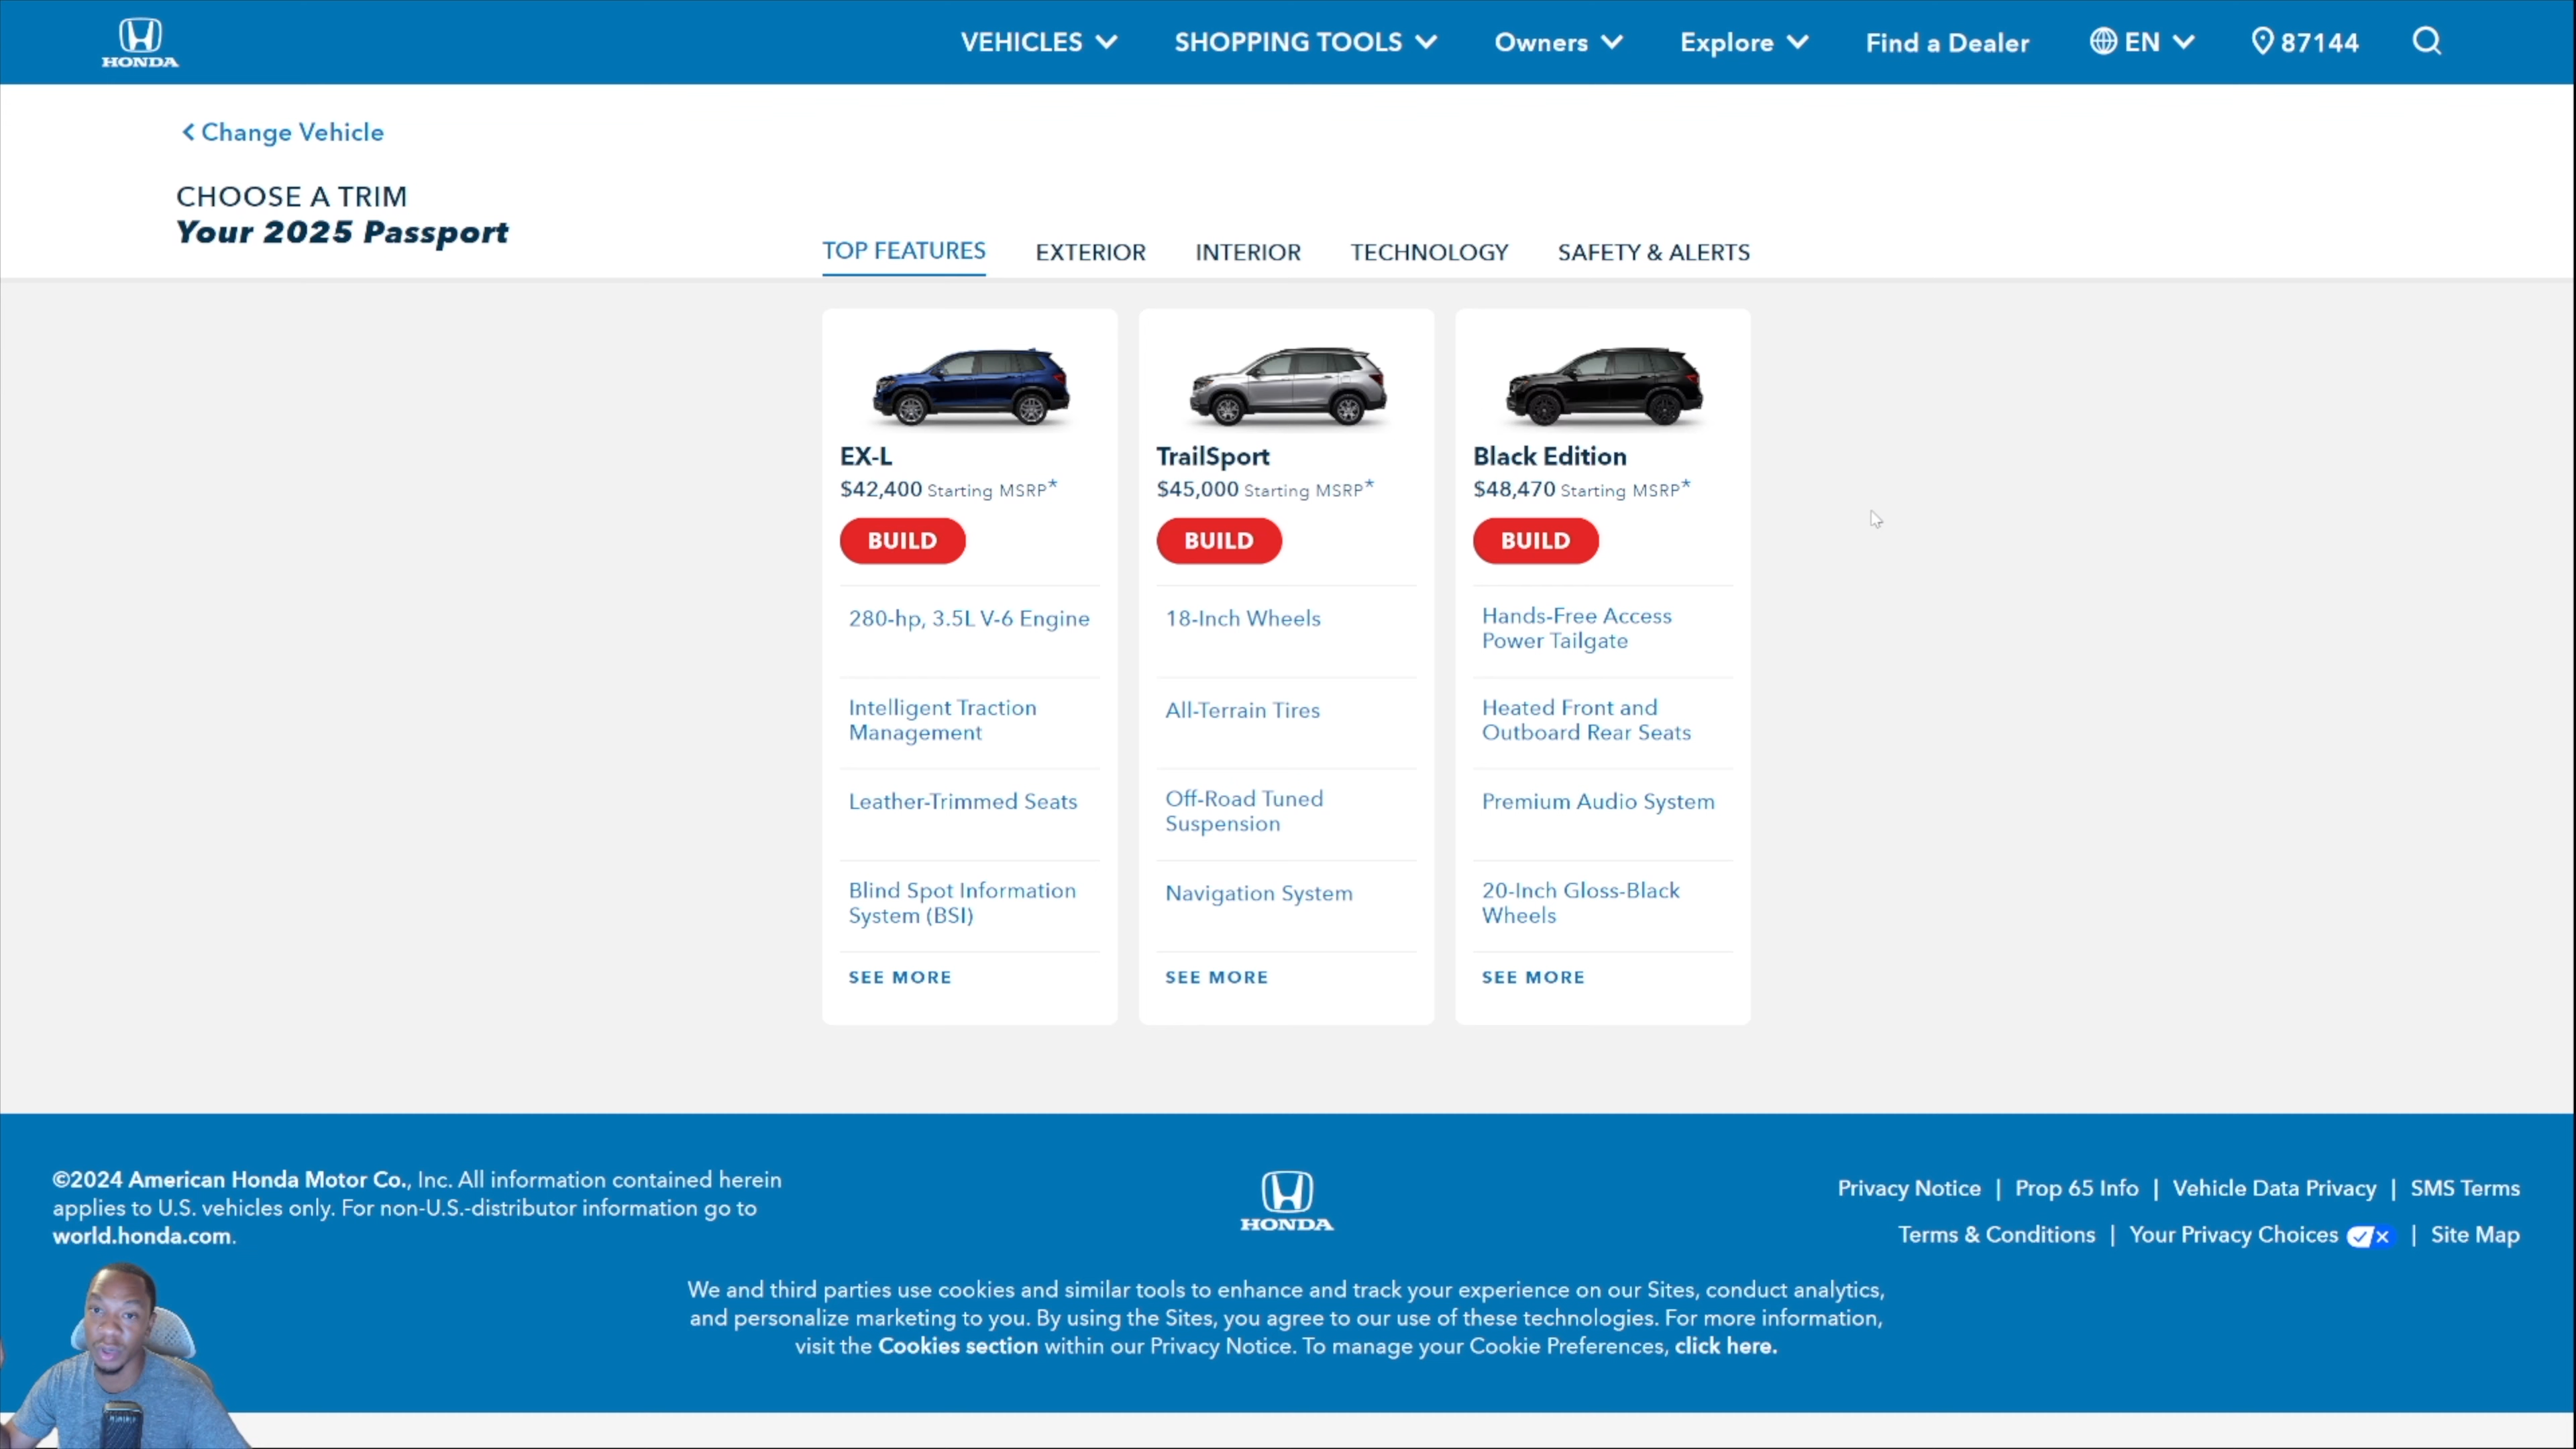 HONDA
VEHICLES
SHOPPING TOOLS
Owners
Explore
Find a Dealer
EN
87144
Change Vehicle
CHOOSE A TRIM
Your 2025 Passport
TOP FEATURES
EXTERIOR
INTERIOR
TECHNOLOGY
SAFETY & ALERTS
EX-L
$42,400 Starting MSRP*
BUILD
280-hp, 3.5L V-6 Engine
Intelligent Traction
Management
Leather-Trimmed Seats
Blind Spot Information
System (BSI)
SEE MORE
TrailSport
$45,000 Starting MSRP*
BUILD
18-Inch Wheels
All-Terrain Tires
Off-Road Tuned
Suspension
Navigation System
SEE MORE
Black Edition
$48,470 Starting MSRP*
BUILD
Hands-Free Access
Power Tailgate
Heated Front and
Outboard Rear Seats
Premium Audio System
20-Inch Gloss-Black
Wheels
SEE MORE
©2024 American Honda Motor Co., Inc. All information contained herein
applies to U.S. vehicles only. For non-U.S.-distributor information go to
world.honda.com.
HONDA
Privacy Notice | Prop 65 Info | Vehicle Data Privacy | SMS Terms
Terms & Conditions | Your Privacy Choices | Site Map
We and third parties use cookies and similar tools to enhance and track your experience on our Sites, conduct analytics,
and personalize marketing to you. By using the Sites, you agree to our use of these technologies. For more information,
visit the Cookies section within our Privacy Notice. To manage your Cookie Preferences, click here.